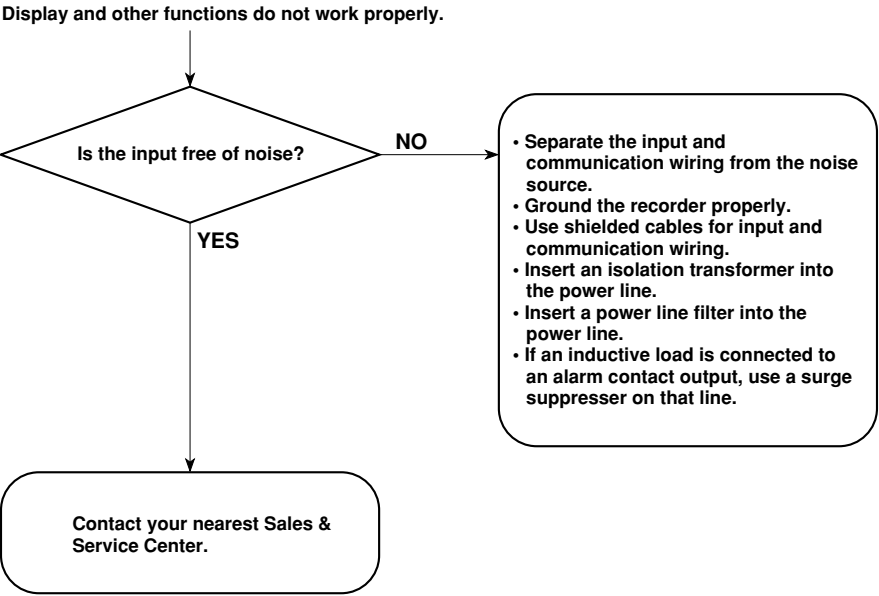 Display and other functions do not work properly.
Is the input free of noise?
NO
YES
• Separate the input and
communication wiring from the noise
source.
• Ground the recorder properly.
• Use shielded cables for input and
communication wiring.
• Insert an isolation transformer into
the power line.
• Insert a power line filter into the
power line.
• If an inductive load is connected to
an alarm contact output, use a surge
suppresser on that line.
Contact your nearest Sales &
Service Center.